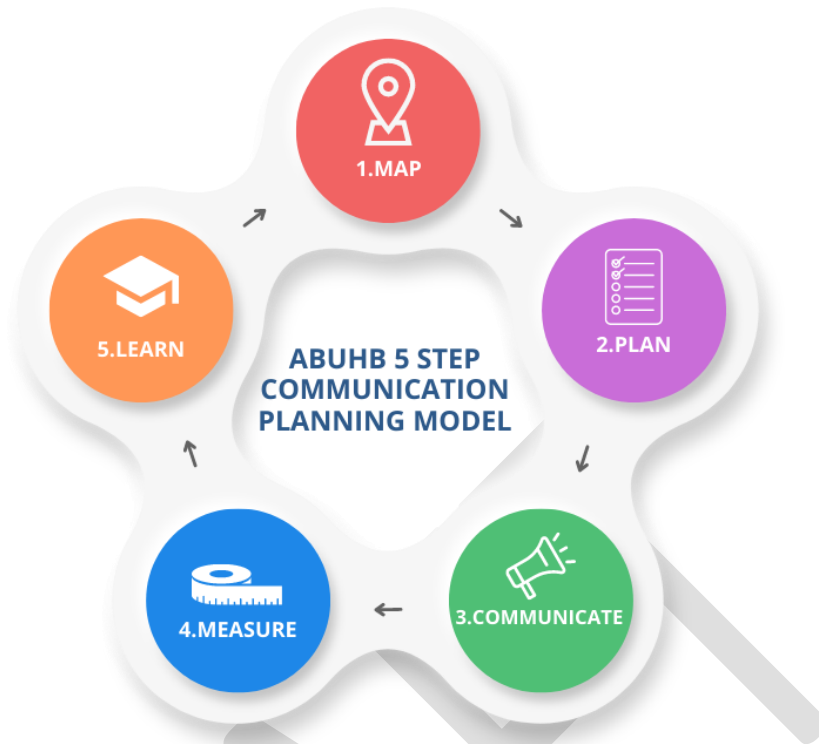 1.MAP
2.PLAN
3.COMMUNICATE
4.MEASURE
5.LEARN
ABUHB 5 STEP
COMMUNICATION
PLANNING MODEL